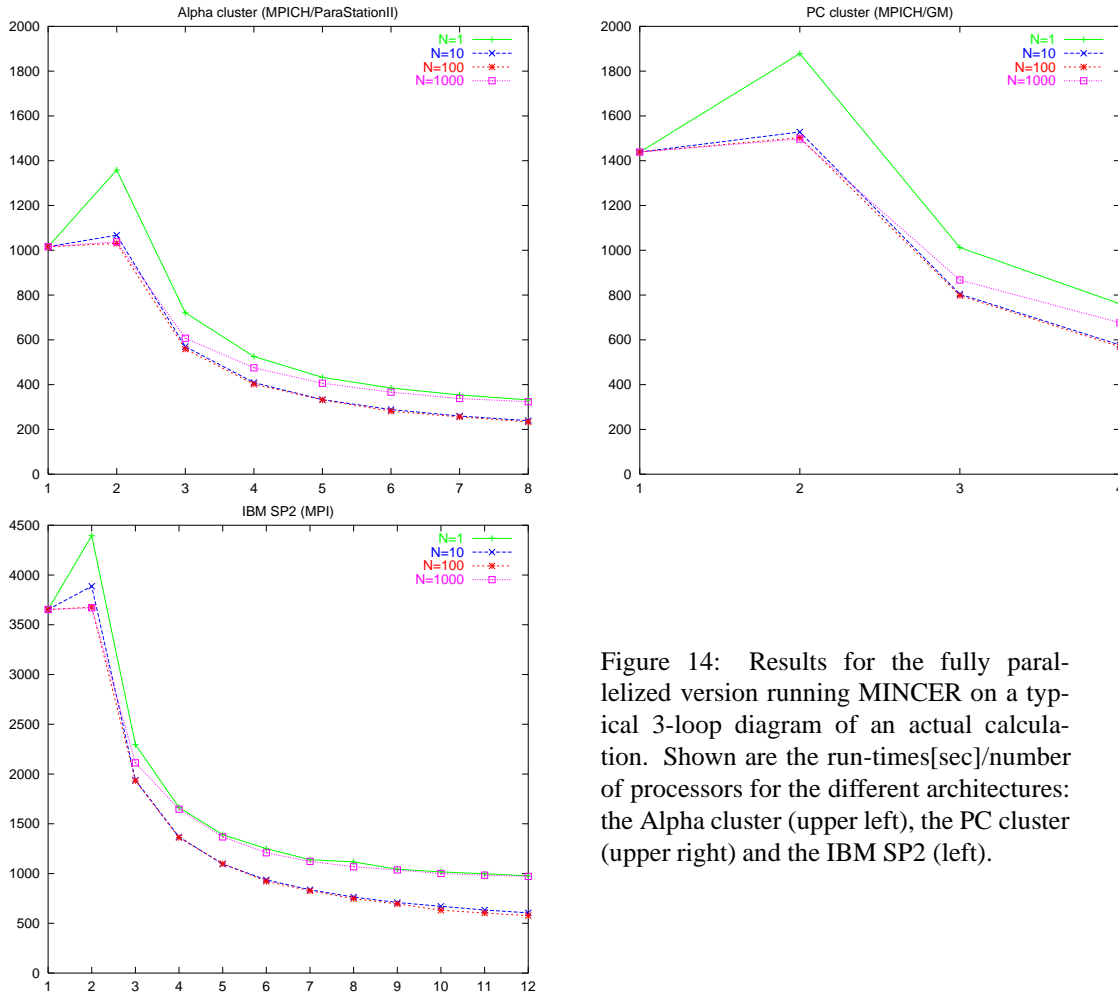 Alpha cluster (MPICH/ParaStationII)
2000
1800
1600
1400
1200
1000
800
600
400
200
0
1 2 3 4 5 6 7 8
N=1
N=10
N=100
N=1000
PC cluster (MPICH/GM)
2000
1800
1600
1400
1200
1000
800
600
400
200
0
1 2 3 4
N=1
N=10
N=100
N=1000
IBM SP2 (MPI)
4500
4000
3500
3000
2500
2000
1500
1000
500
0
1 2 3 4 5 6 7 8 9 10 11 12
N=1
N=10
N=100
N=1000
Figure 14: Results for the fully paral-
lelized version running MINCER on a typ-
ical 3-loop diagram of an actual calcula-
tion. Shown are the run-times[sec]/number
of processors for the different architectures:
the Alpha cluster (upper left), the PC cluster
(upper right) and the IBM SP2 (left).